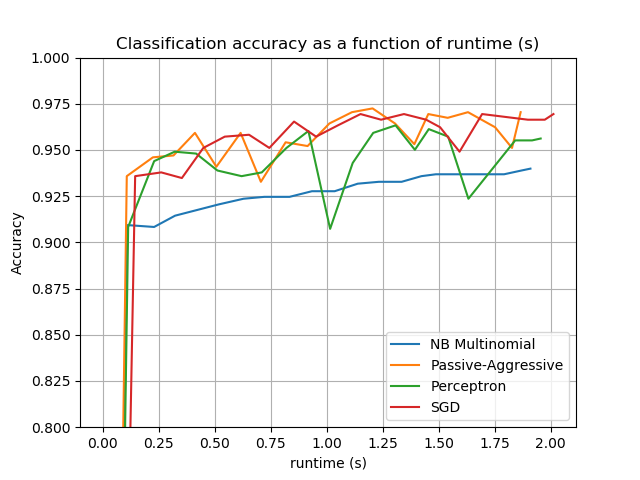 Classification accuracy as a function of runtime (s)
1.000
0.975
0.950
0.925
0.900
0.875
0.850
0.825
0.800
Accuracy
0.00 0.25 0.50 0.75 1.00 1.25 1.50 1.75 2.00
runtime (s)
NB Multinomial
Passive-Aggressive
Perceptron
SGD